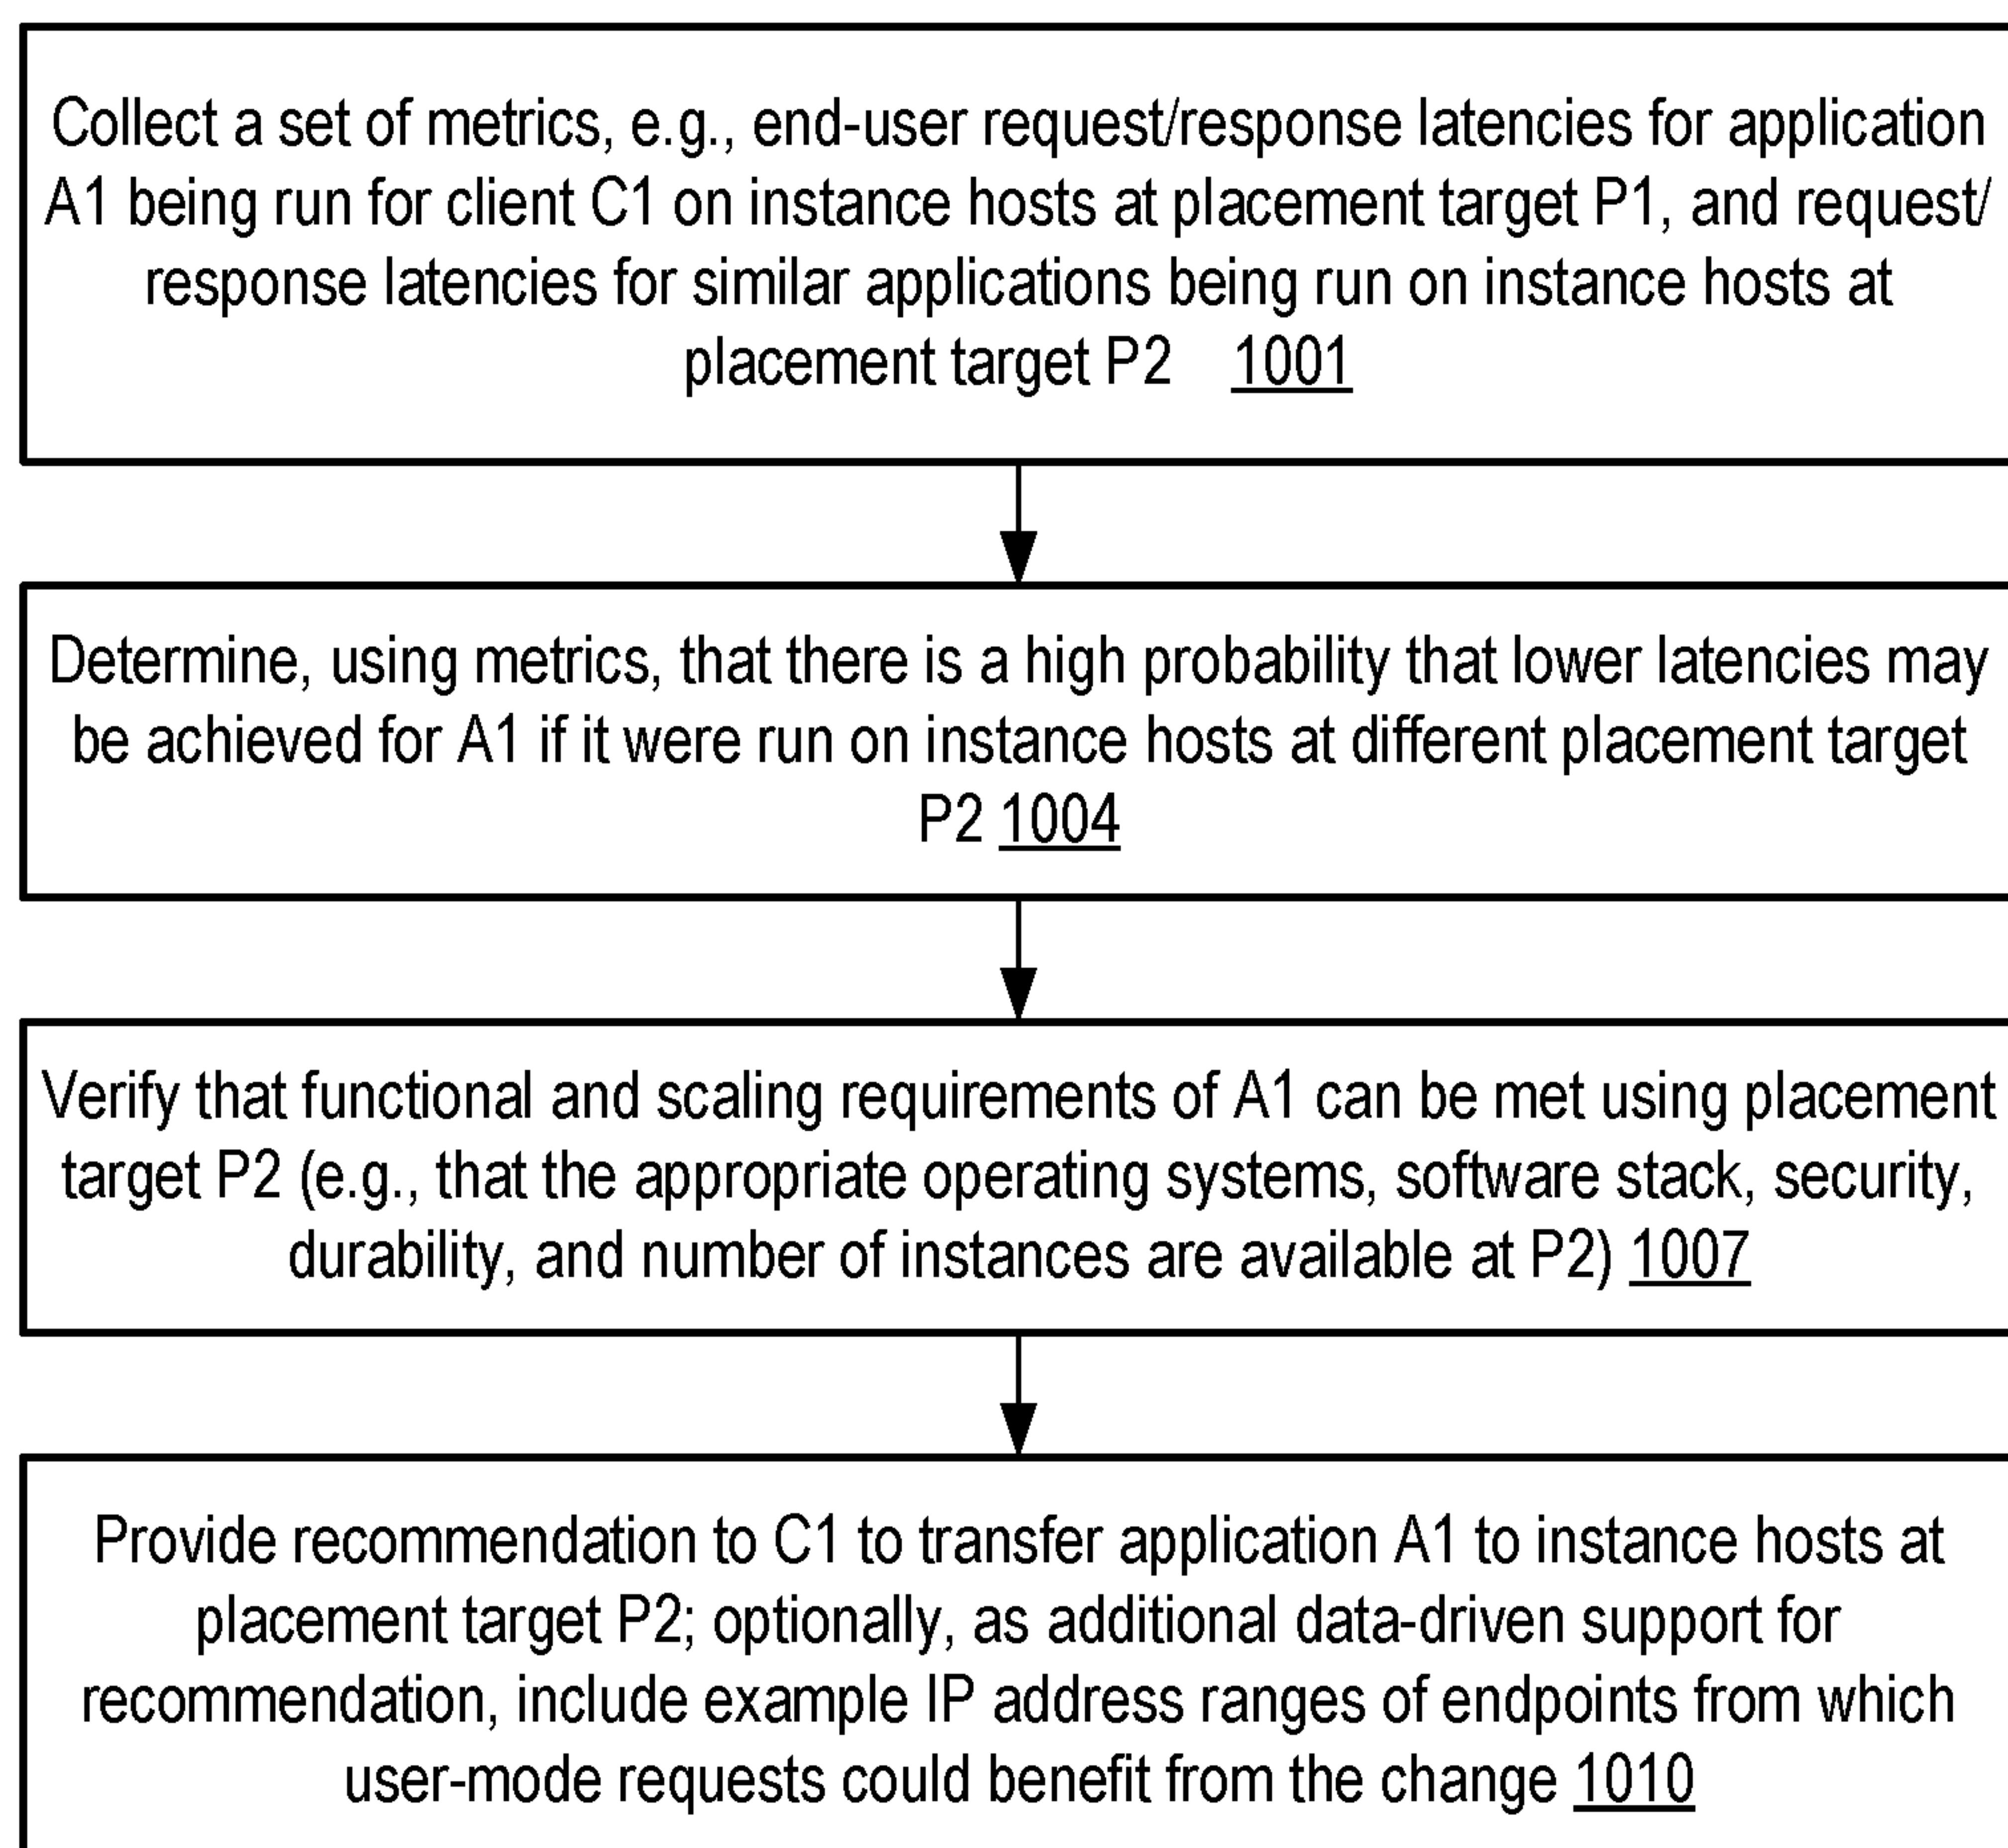 Collect a set of metrics, e.g., end-user request/response latencies for application
A1 being run for client C1 on instance hosts at placement target P1, and request/
response latencies for similar applications being run on instance hosts at
placement target P2 1001
Determine, using metrics, that there is a high probability that lower latencies may
be achieved for A1 if it were run on instance hosts at different placement target
P2 1004
Verify that functional and scaling requirements of A1 can be met using placement
target P2 (e.g., that the appropriate operating systems, software stack, security,
durability, and number of instances are available at P2) 1007
Provide recommendation to C1 to transfer application A1 to instance hosts at
placement target P2; optionally, as additional data-driven support for
recommendation, include example IP address ranges of endpoints from which
user-mode requests could benefit from the change 1010